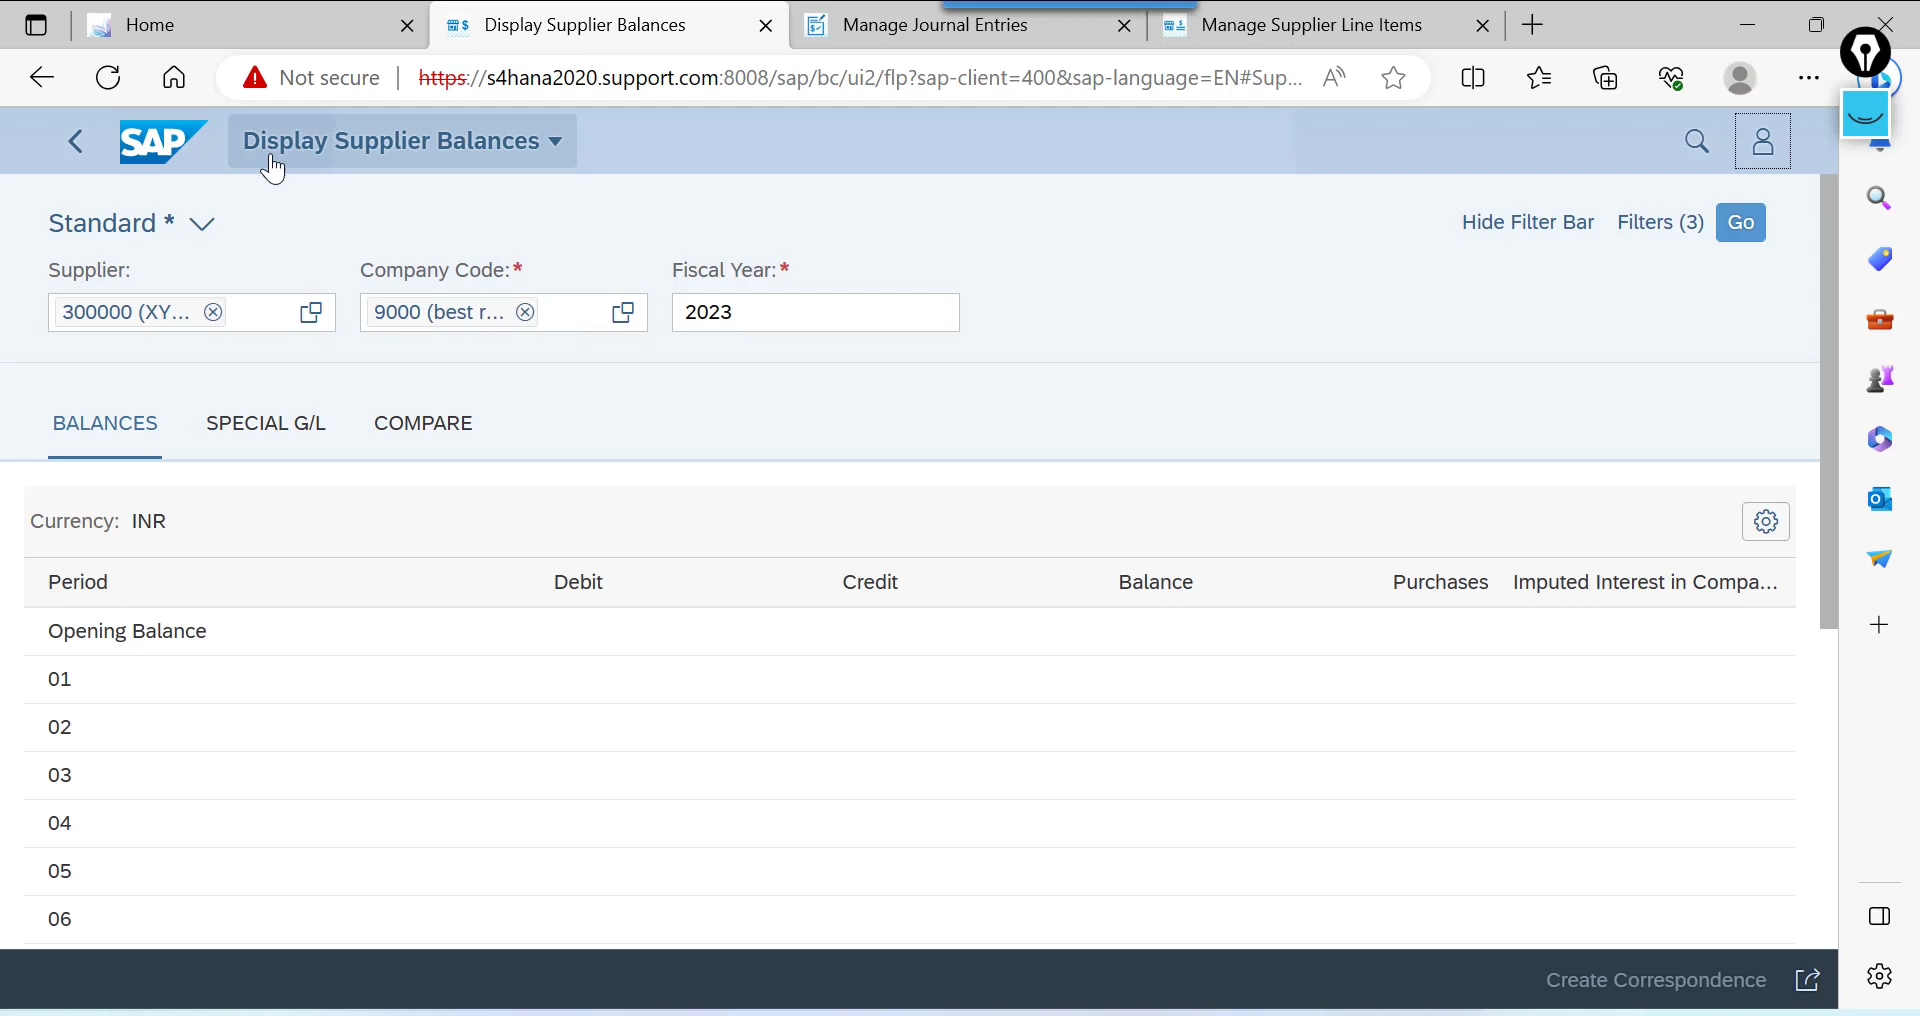 Home
Display Supplier Balances
Manage Journal Entries
Manage Supplier Line Items
Not secure
https://s4hana2020.support.com:8008/sap/bc/ui2/flp?sap-client=400&sap-language=EN#Sup...
SAP
Display Supplier Balances
Standard *
Hide Filter Bar
Filters (3)
Go
Supplier:
Company Code:*
Fiscal Year:*
300000 (XY...
9000 (best r...
2023
BALANCES
SPECIAL G/L
COMPARE
Currency: INR
Period Debit Credit Balance Purchases Imputed Interest in Compa...
Opening Balance
01
02
03
04
05
06
Create Correspondence